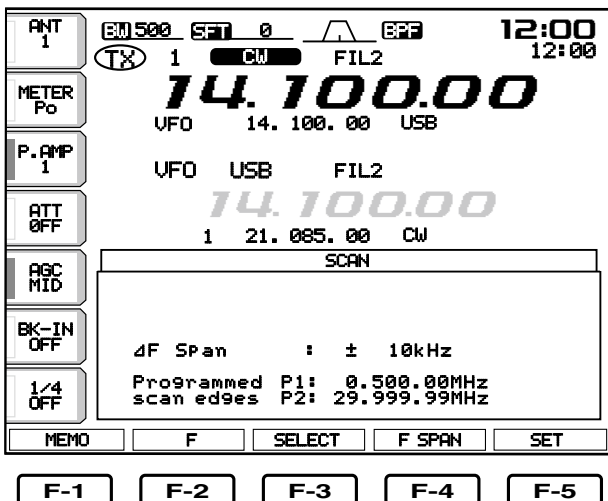 ANT
1
BW 500 SFT 0 BPF 12:00
TX 1 CW FIL2 12:00
METER
Po
14.100.00
VFO 14.100.00 USB
P.AMP
1
VFO USB FIL2
ATT
OFF
14.100.00
1 21.085.00 CW
SCAN
AGC
MID
BK-IN
OFF
⊿F Span : ± 10kHz
1/4
OFF
Programmed P1: 0.500.00MHz
scan edges P2: 29.999.99MHz
MEMO F SELECT F SPAN SET
F-1 F-2 F-3 F-4 F-5